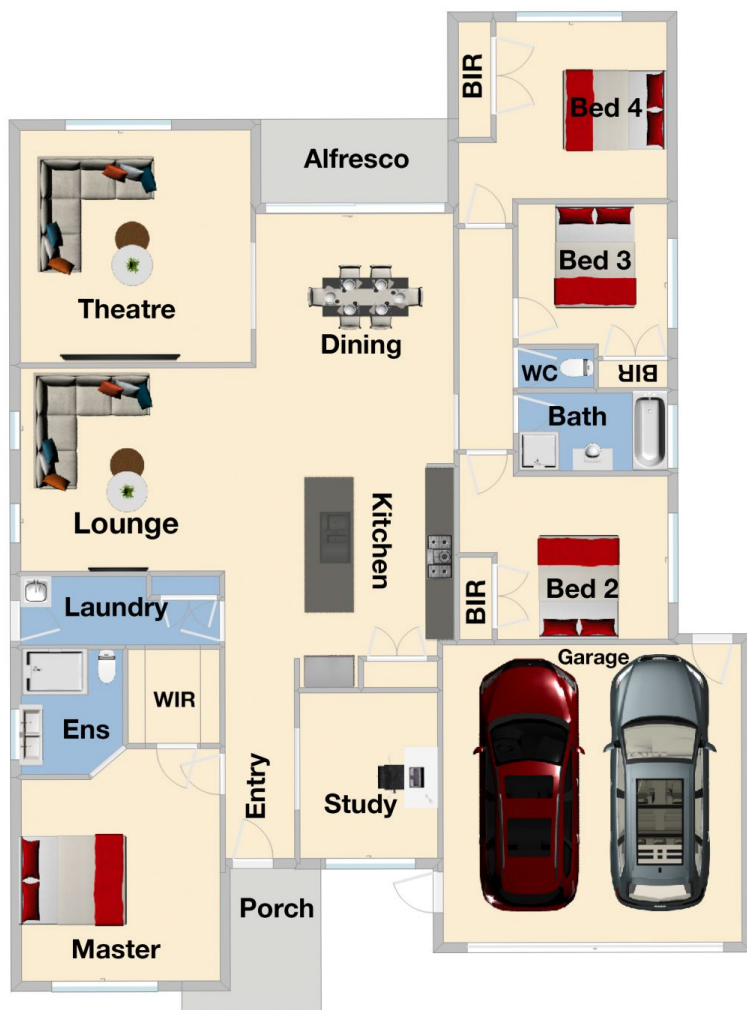 BIR
Bed 4
Alfresco
Bed 3
Theatre
Dining
WC
BIR
Bath
Lounge
Kitchen
Laundry
BIR
Bed 2
Garage
WIR
Ens
Entry
Study
Porch
Master